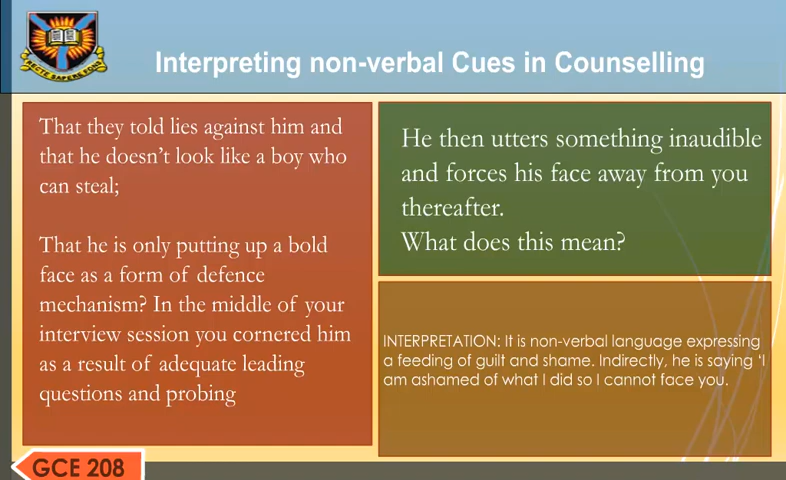 Interpreting non-verbal Cues in Counselling
That they told lies against him and
that he doesn't look like a boy who
can steal;
That he is only putting up a bold
face as a form of defence
mechanism? In the middle of your
interview session you cornered him
as a result of adequate leading
questions and probing
He then utters something inaudible
and forces his face away from you
thereafter.
What does this mean?
INTERPRETATION: It is non-verbal language expressing
a feeding of guilt and shame. Indirectly, he is saying 'I
am ashamed of what I did so I cannot face you.
GCE 208